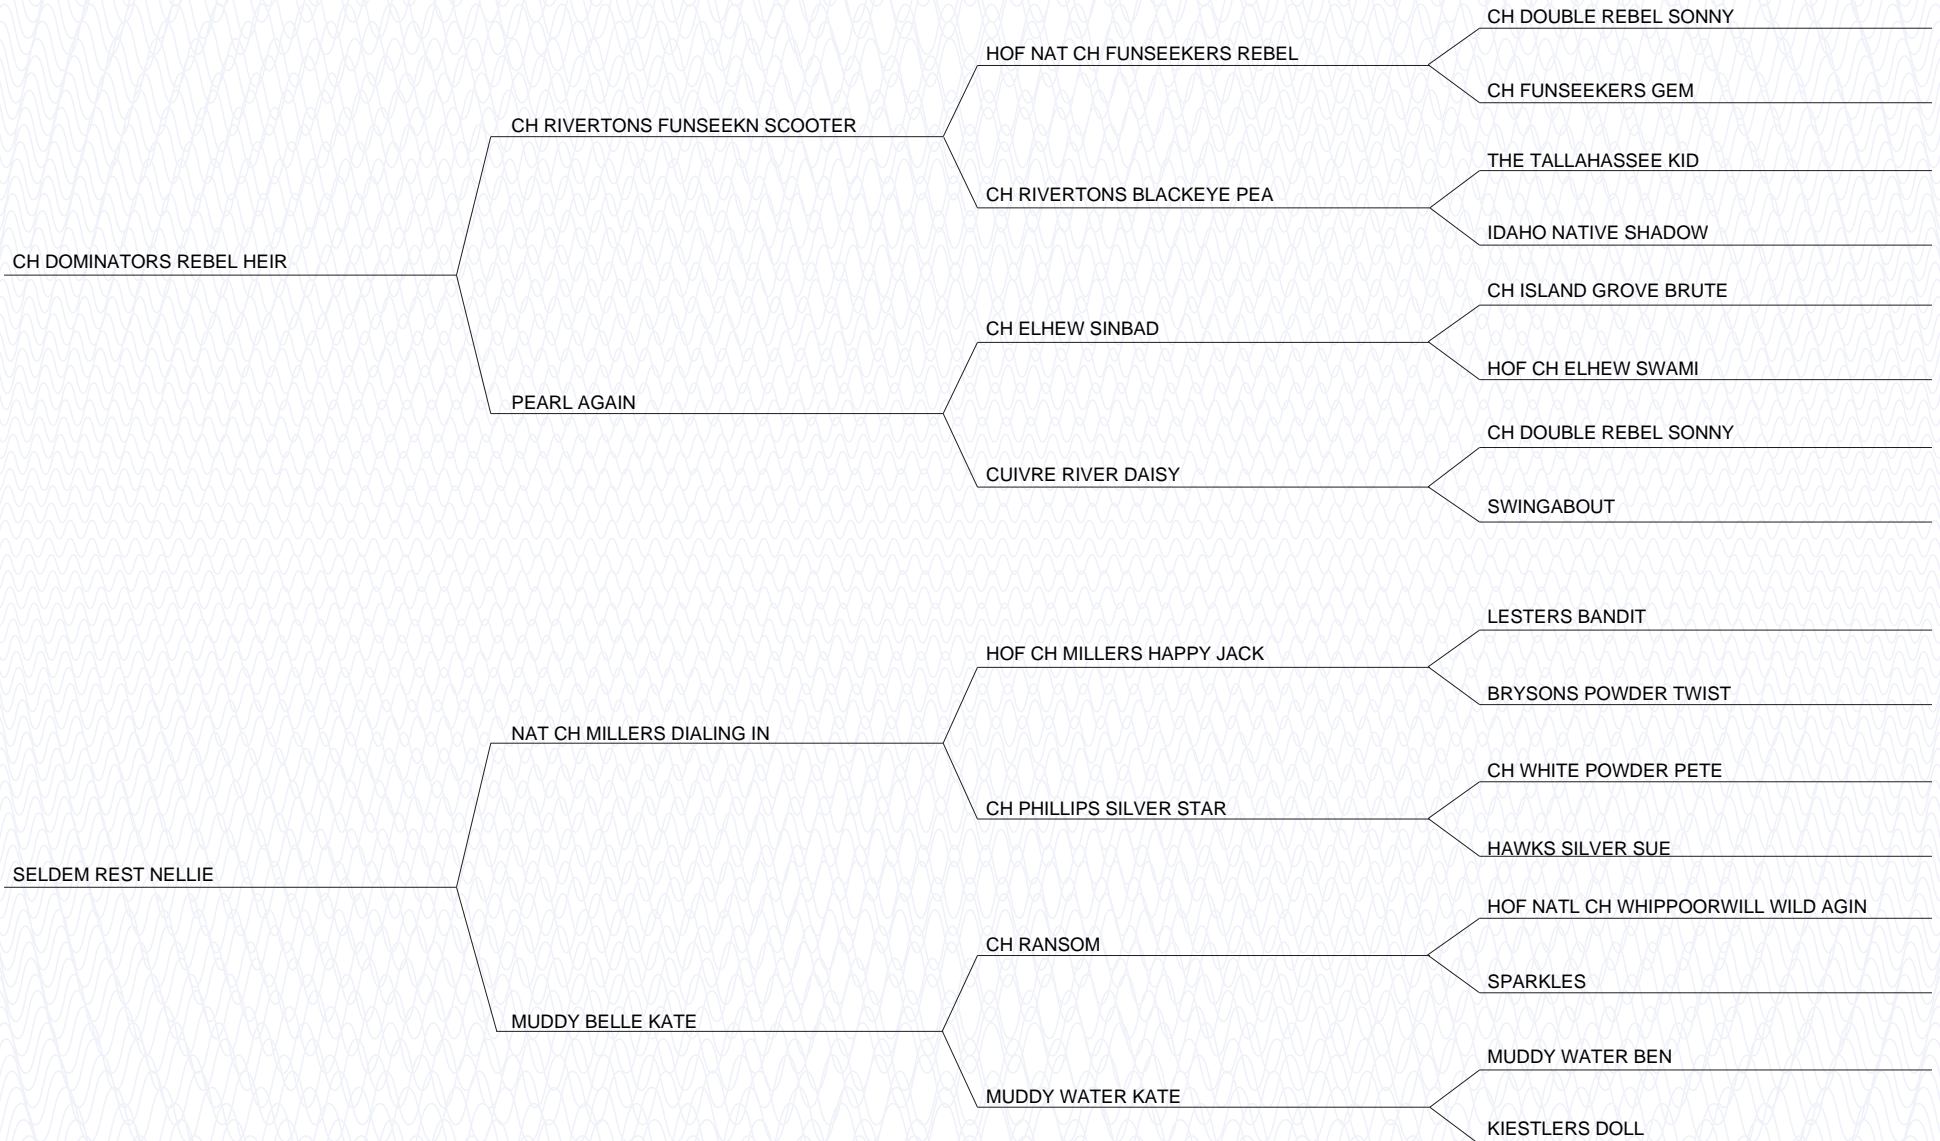 CH DOUBLE REBEL SONNY
HOF NAT CH FUNSEEKERS REBEL
CH FUNSEEKERS GEM
CH RIVERTONS FUNSEEKN SCOOTER
THE TALLAHASSEE KID
CH RIVERTONS BLACKEYE PEA
IDAHO NATIVE SHADOW
CH DOMINATORS REBEL HEIR
CH ISLAND GROVE BRUTE
CH ELHEW SINBAD
HOF CH ELHEW SWAMI
PEARL AGAIN
CH DOUBLE REBEL SONNY
CUIVRE RIVER DAISY
SWINGABOUT
LESTERS BANDIT
HOF CH MILLERS HAPPY JACK
BRYSONS POWDER TWIST
NAT CH MILLERS DIALING IN
CH WHITE POWDER PETE
CH PHILLIPS SILVER STAR
HAWKS SILVER SUE
SELDEM REST NELLIE
HOF NATL CH WHIPPOORWILL WILD AGIN
CH RANSOM
SPARKLES
MUDDY BELLE KATE
MUDDY WATER BEN
MUDDY WATER KATE
KIESTLERS DOLL